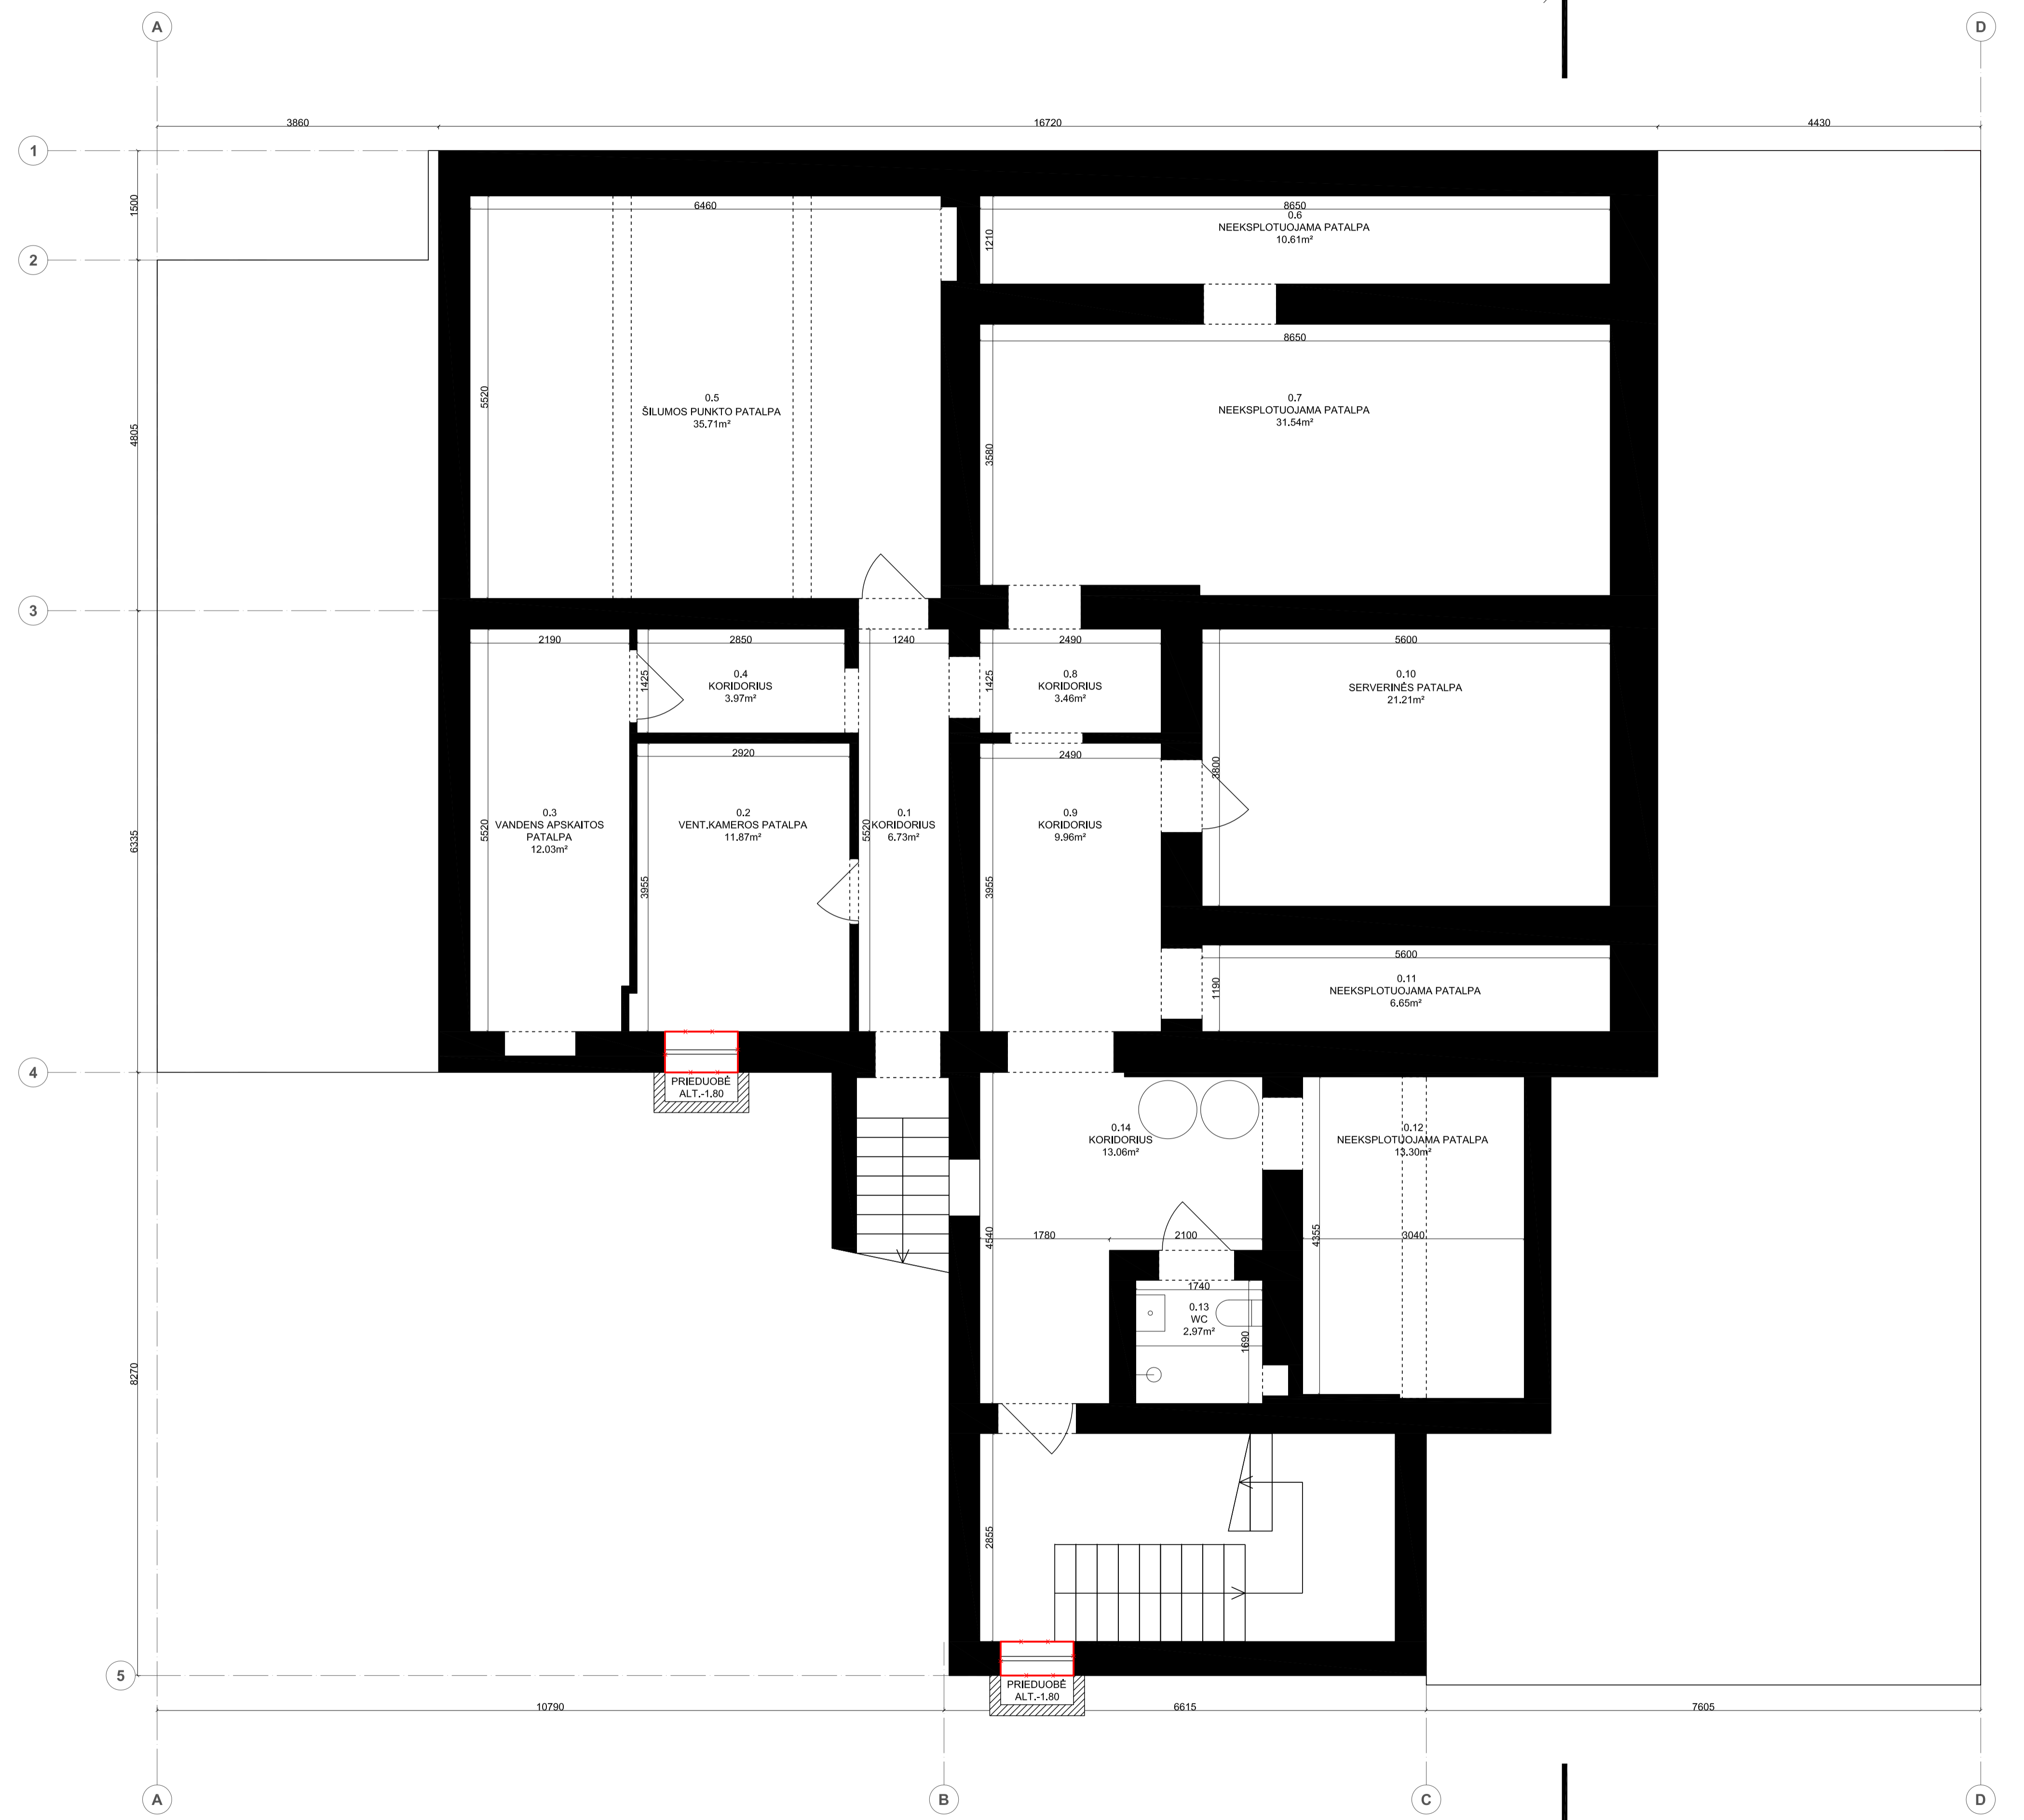 A
D
3860
16720
4430
1
1500
6460
8650
0.6
NEEKSPLOTUOJAMA PATALPA
10.61m²
1210
2
8650
5520
0.5
ŠILUMOS PUNKTO PATALPA
35.71m²
0.7
NEEKSPLOTUOJAMA PATALPA
31.54m²
4805
3580
3
2190
2850
1240
2490
5600
1425
0.4
KORIDORIUS
3.97m²
1425
0.8
KORIDORIUS
3.46m²
0.10
SERVERINĖS PATALPA
21.21m²
2920
2490
3800
6335
5520
0.3
VANDENS APSKAITOS
PATALPA
12.03m²
0.2
VENT.KAMEROS PATALPA
11.87m²
5520
0.1
KORIDORIUS
6.73m²
0.9
KORIDORIUS
9.96m²
3955
3955
5600
1190
0.11
NEEKSPLOTUOJAMA PATALPA
6.65m²
4
PRIEDUOBĖ
ALT.-1.80
0.14
KORIDORIUS
13.06m²
0.12
NEEKSPLOTUOJAMA PATALPA
13.30m²
4540
1780
2100
4355
3040
1740
0.13
WC
2.97m²
1690
8270
2855
5
PRIEDUOBĖ
ALT.-1.80
10790
6615
7605
A
B
C
D